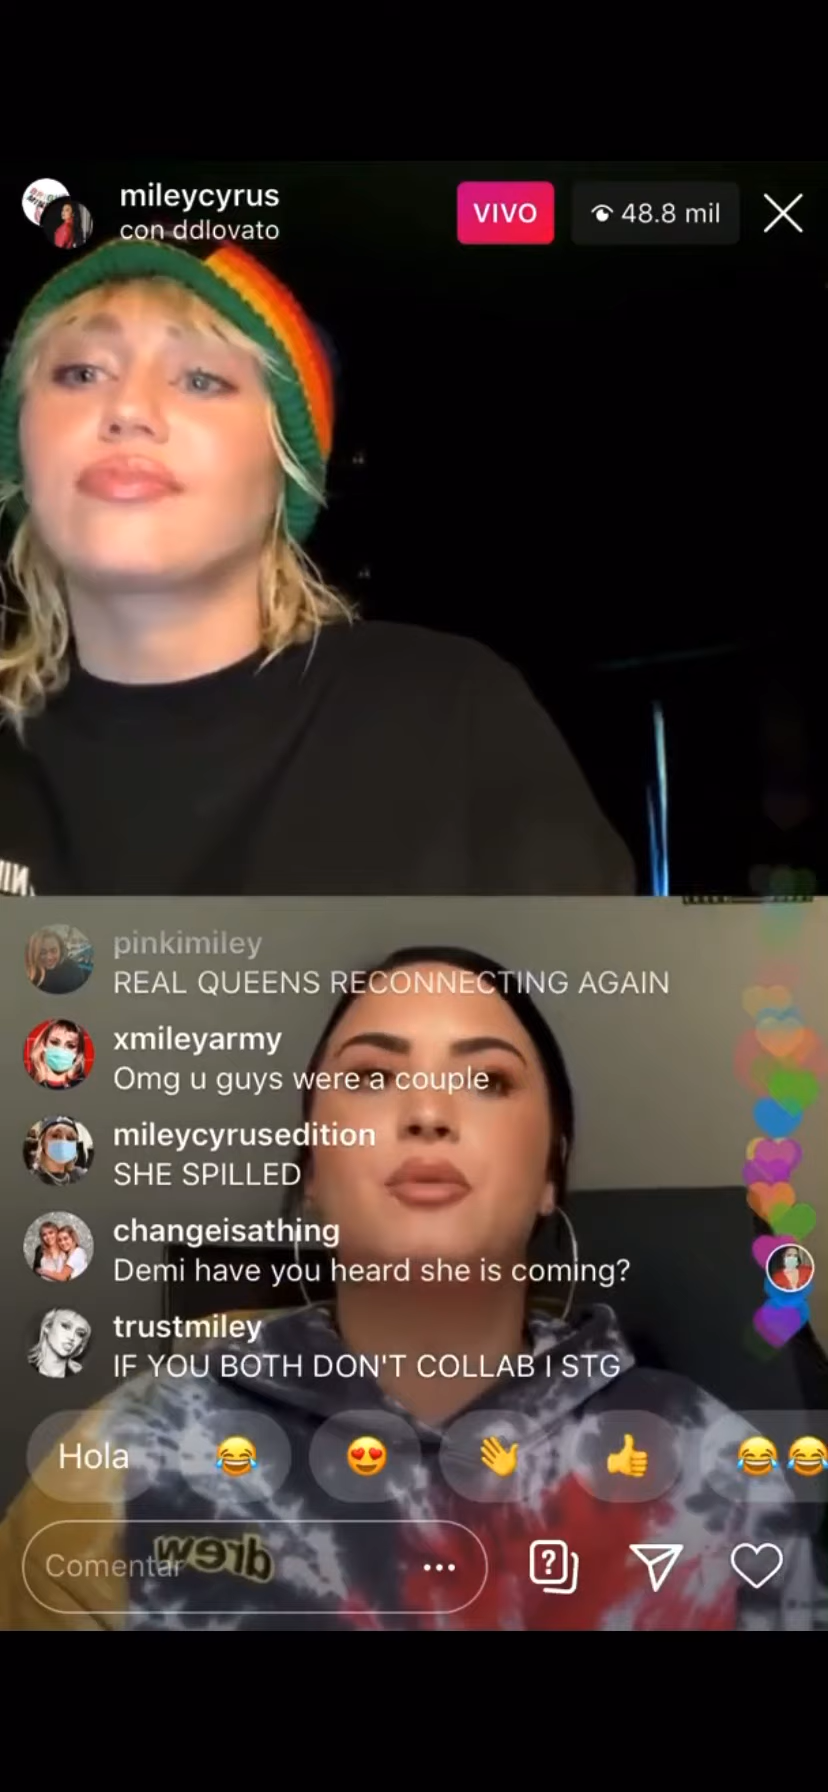 mileycyrus
con ddlovato
VIVO
48.8 mil
pinkimiley
REAL QUEENS RECONNECTING AGAIN
xmileyarmy
Omg u guys were a couple
mileycyrusedition
SHE SPILLED
changeisathing
Demi have you heard she is coming?
trustmiley
IF YOU BOTH DON'T COLLAB I STG
Hola 😂 😍 👋 👍 😂😂
Comentar
drew